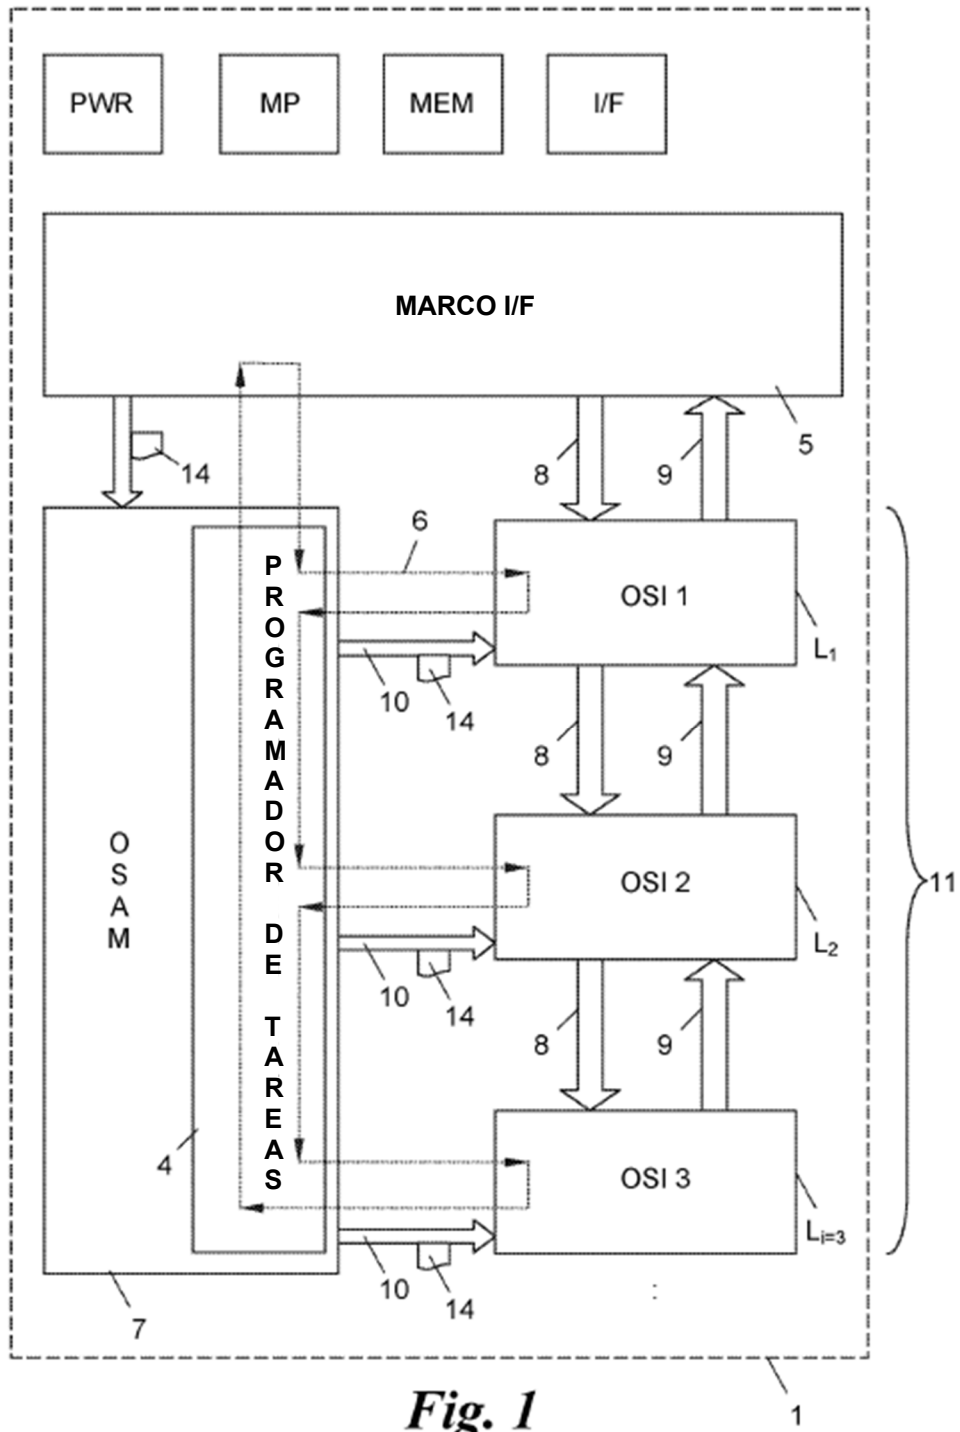 PWR
MP
MEM
I/F
MARCO I/F
5
14
8
9
6
PROGRAMADOR DE TAREAS
OSI 1
L1
10
14
8
9
OSAM
OSI 2
11
L2
10
14
8
9
4
OSI 3
Li=3
10
14
:
7
1
Fig. 1